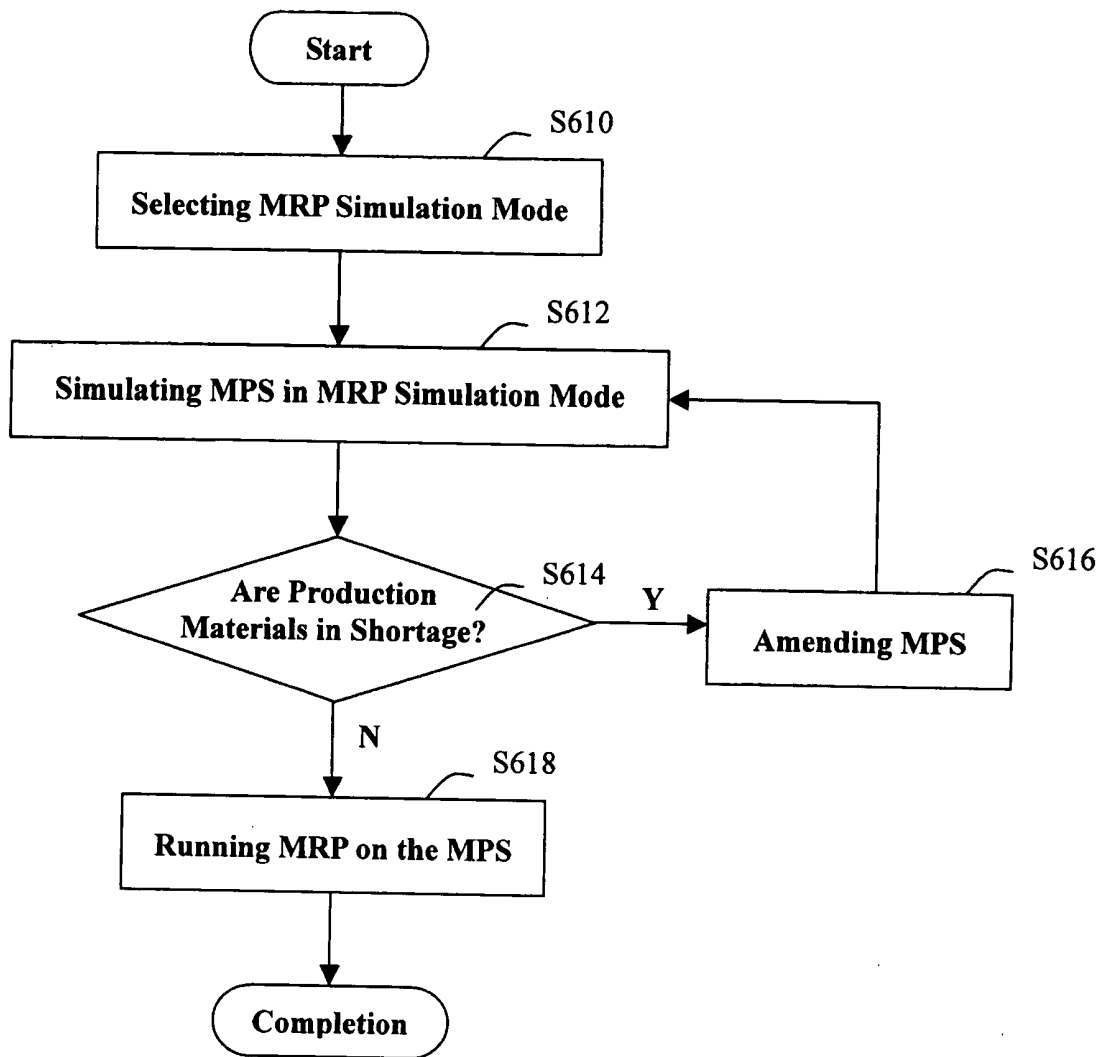 Start
S610
Selecting MRP Simulation Mode
S612
Simulating MPS in MRP Simulation Mode
Are Production
Materials in Shortage?
S614
Y
S616
Amending MPS
N
S618
Running MRP on the MPS
Completion